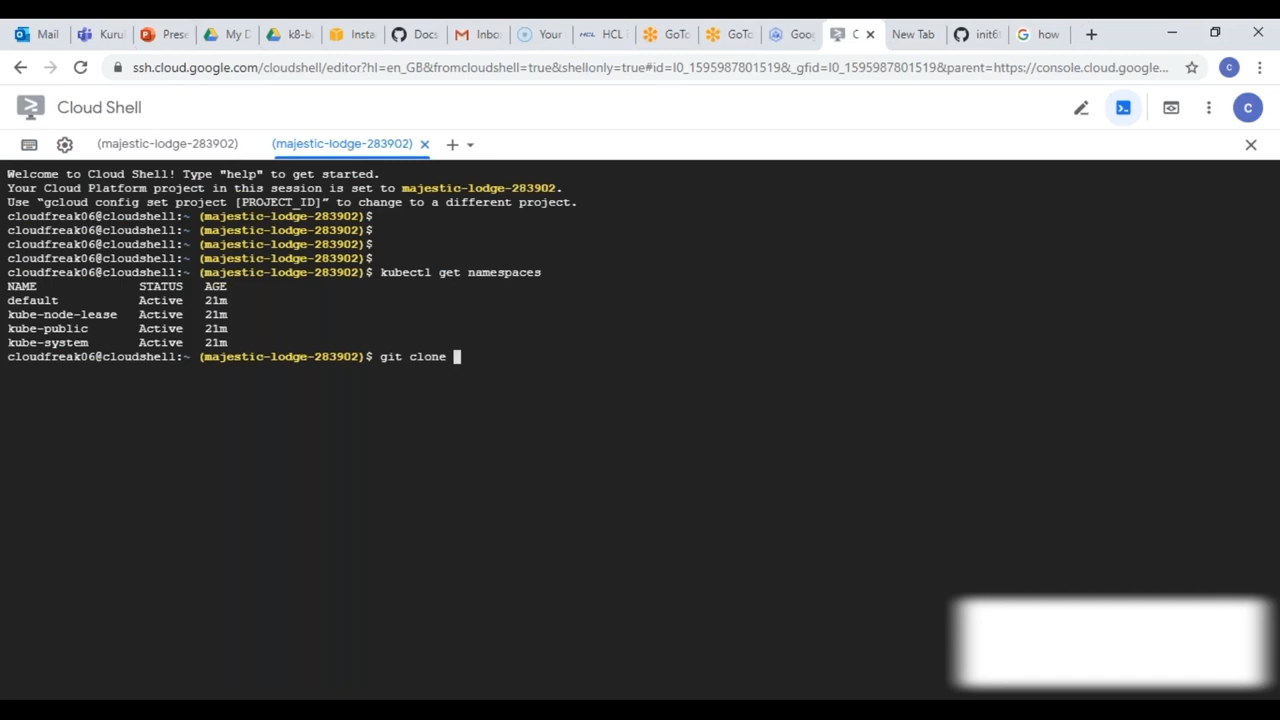 Mail Kuru Prese My D k8-b Insta Docs Inbo Your HCL HCL GoTo GoTo Goog C New Tab init6 how
ssh.cloud.google.com/cloudshell/editor?hl=en_GB&fromcloudshell=true&shellonly=true#id=I0_1595987801519&_gfid=I0_1595987801519&parent=https://console.cloud.google... C
Cloud Shell C
(majestic-lodge-283902) (majestic-lodge-283902)
Welcome to Cloud Shell! Type "help" to get started.
Your Cloud Platform project in this session is set to majestic-lodge-283902.
Use “gcloud config set project [PROJECT_ID]” to change to a different project.
cloudfreak06@cloudshell:~ (majestic-lodge-283902)$
cloudfreak06@cloudshell:~ (majestic-lodge-283902)$
cloudfreak06@cloudshell:~ (majestic-lodge-283902)$
cloudfreak06@cloudshell:~ (majestic-lodge-283902)$
cloudfreak06@cloudshell:~ (majestic-lodge-283902)$ kubectl get namespaces
NAME STATUS AGE
default Active 21m
kube-node-lease Active 21m
kube-public Active 21m
kube-system Active 21m
cloudfreak06@cloudshell:~ (majestic-lodge-283902)$ git clone